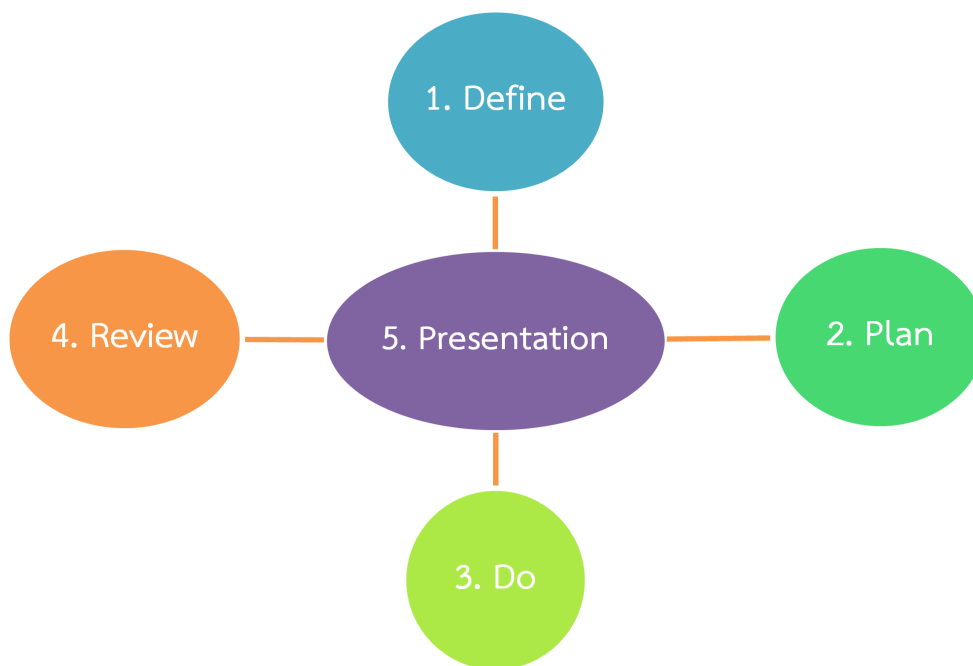 1. Define
4. Review
5. Presentation
2. Plan
3. Do